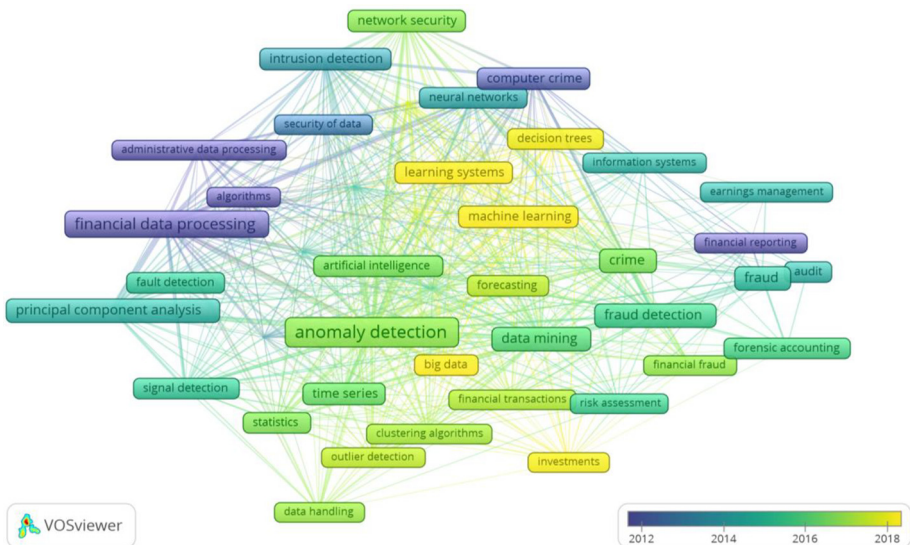 network security
intrusion detection
computer crime
neural networks
security of data
decision trees
administrative data processing
information systems
learning systems
earnings management
algorithms
machine learning
financial data processing
financial reporting
crime
artificial intelligence
audit
fraud
fault detection
forecasting
principal component analysis
fraud detection
anomaly detection
data mining
forensic accounting
big data
financial fraud
signal detection
time series
financial transactions
risk assessment
statistics
clustering algorithms
outlier detection
investments
data handling
VOSviewer
2012 2014 2016 2018